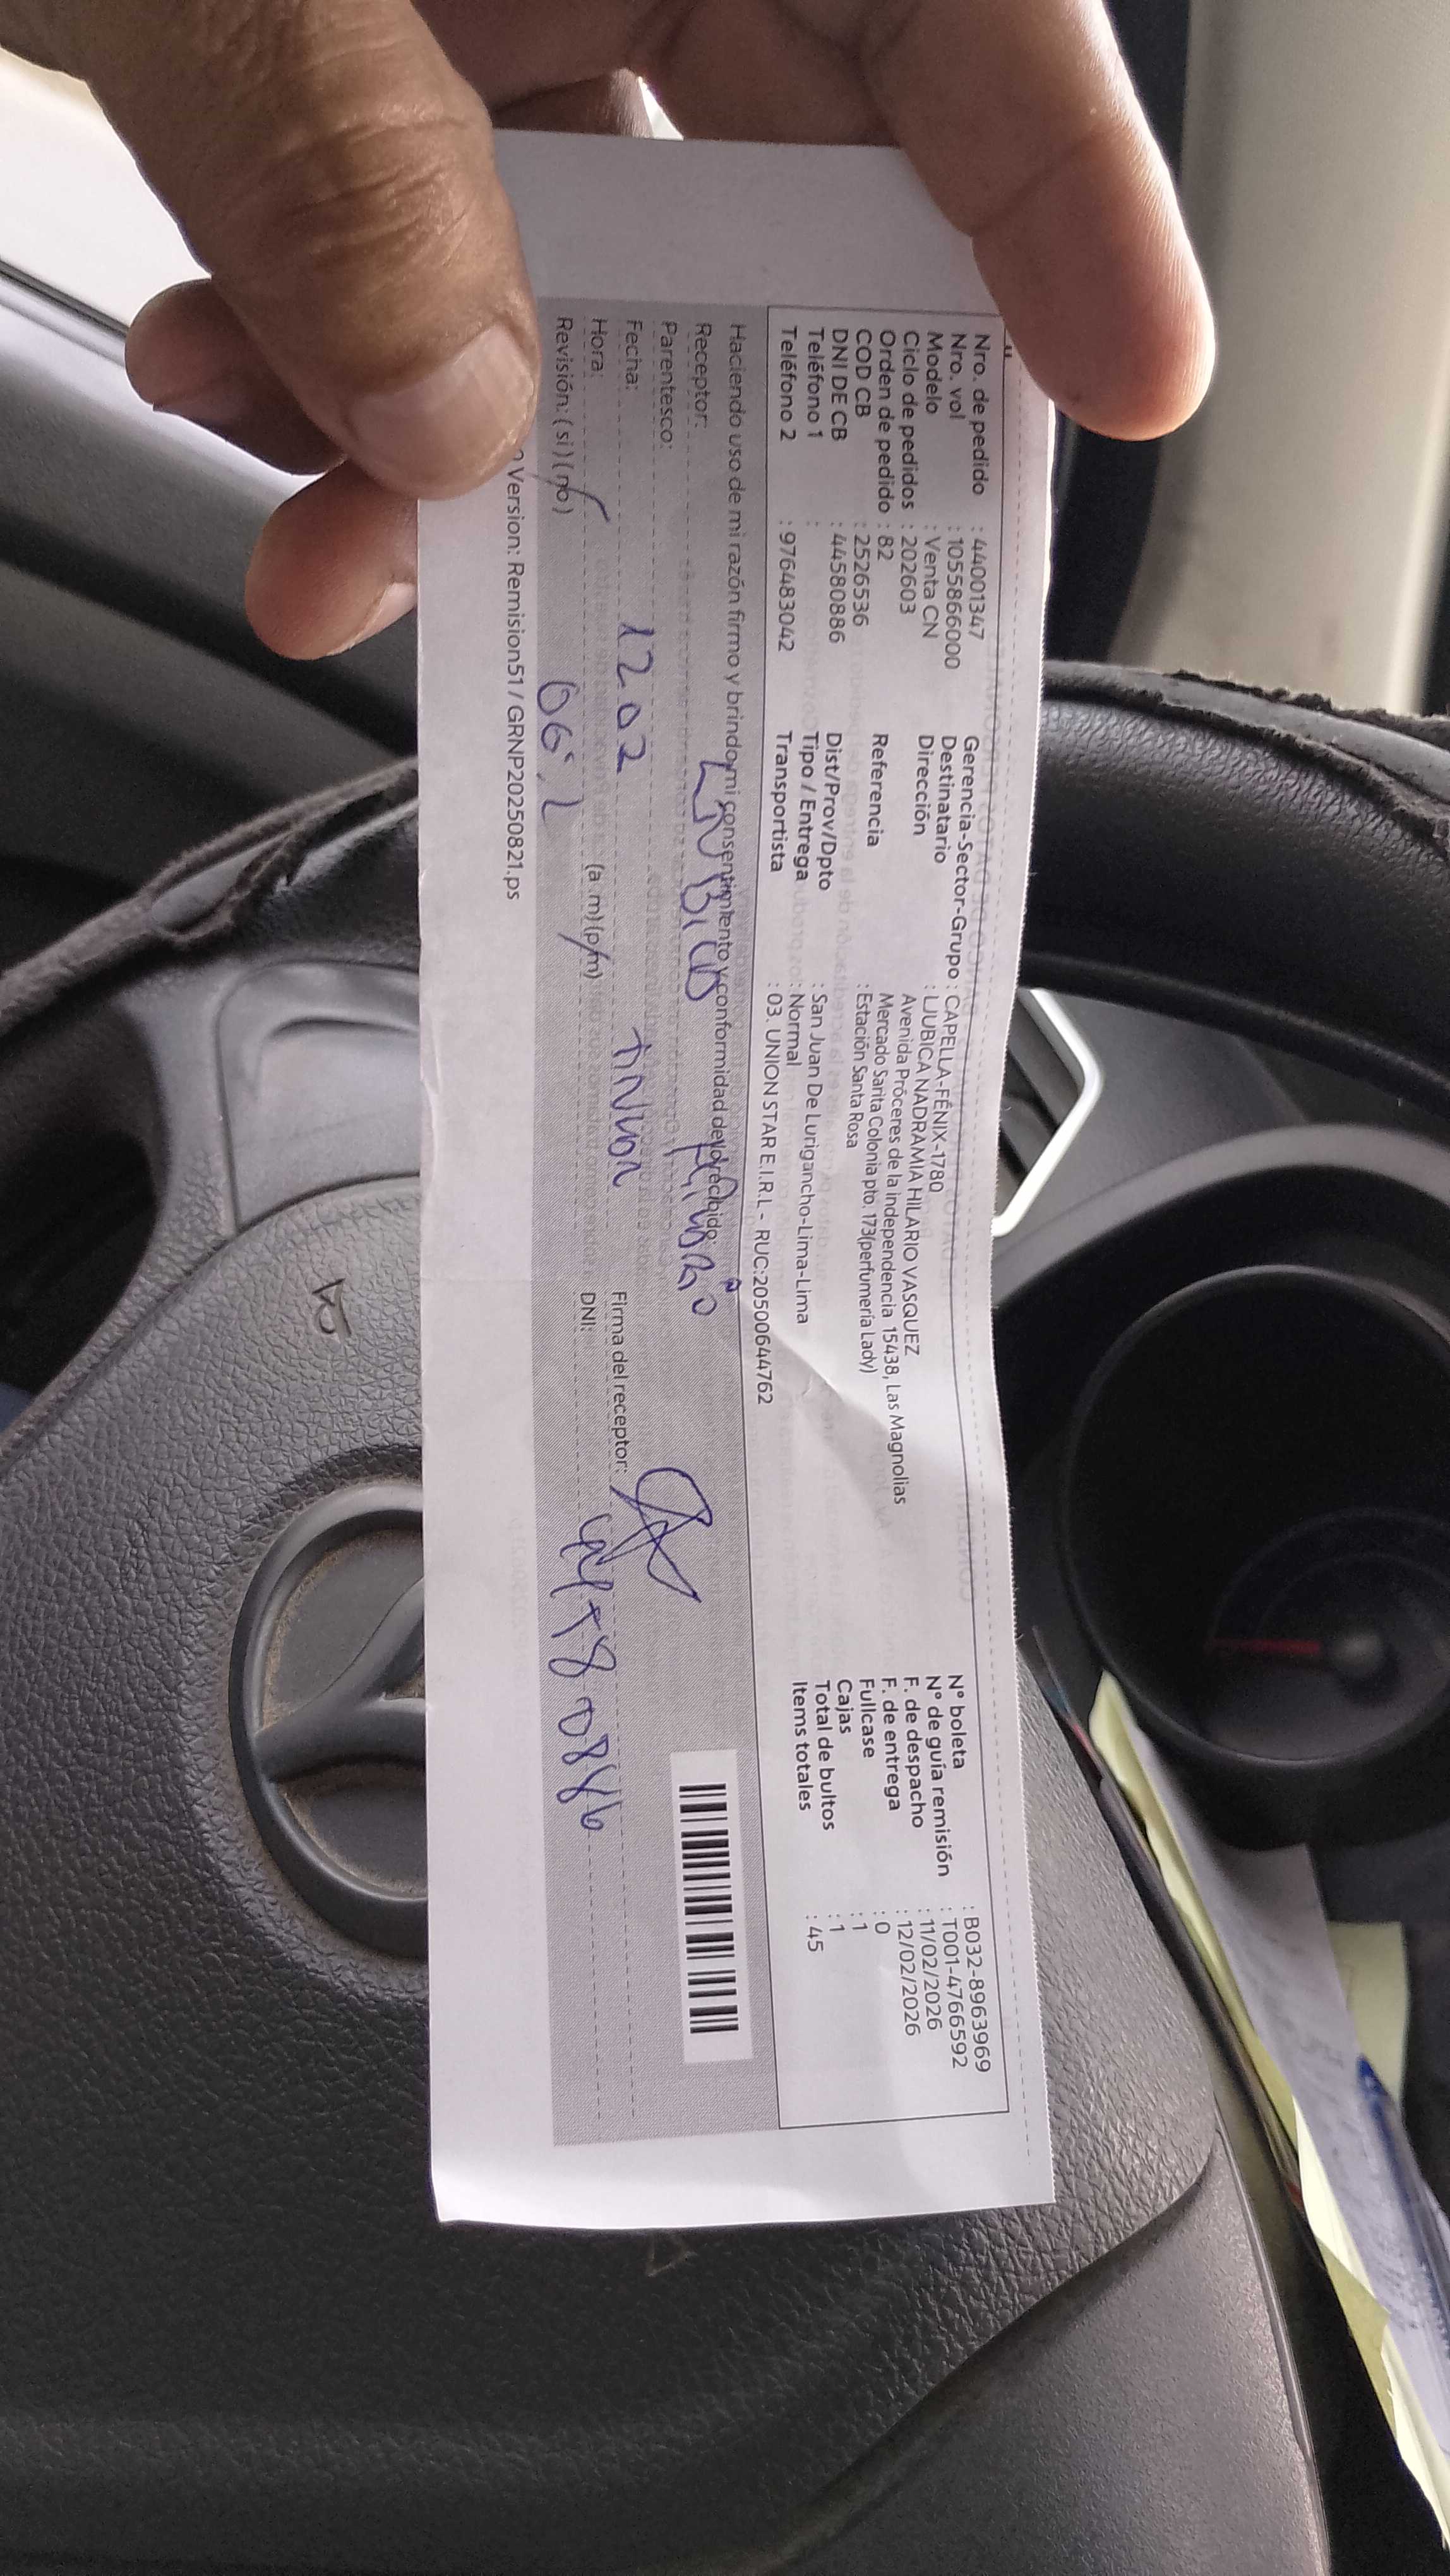 Nro. de pedido : 44001347
Nro. vol : 1055866000
Modelo : Venta CN
Ciclo de pedidos : 202603
Orden de pedido : 82
COD CB : 2526536
DNI DE CB : 44580886
Teléfono 1 :
Teléfono 2 : 976483042
Gerencia-Sector-Grupo : CAPELLA-FÉNIX-1780
Destinatario : LJUBICA NADRAMIA HILARIO VASQUEZ
Dirección Avenida Próceres de la independencia 15438, Las Magnolias
Mercado Sarita Colonia pto. 173(perfumería Lady)
Referencia : Estación Santa Rosa
Dist/Prov/Dpto : San Juan De Lurigancho-Lima-Lima
Tipo / Entrega : Normal
Transportista : 03. UNION STAR E.I.R.L - RUC:20500644762
N° boleta : B032-8963969
N° de guía remisión : T001-4766592
F. de despacho : 11/02/2026
F. de entrega : 12/02/2026
Fullcase : 0
Cajas : 1
Total de bultos : 1
Items totales : 45
Haciendo uso de mi razón firmo y brindo mi consentimiento y conformidad de lo recibido:
Receptor: Hilario
Parentesco: Titular
Fecha: 1202
Hora: (a.m)(p/m)
Revisión: (si)(no)
Firma del receptor:
DNI: 44580886
Version: Remision51 / GRNP20250821.ps